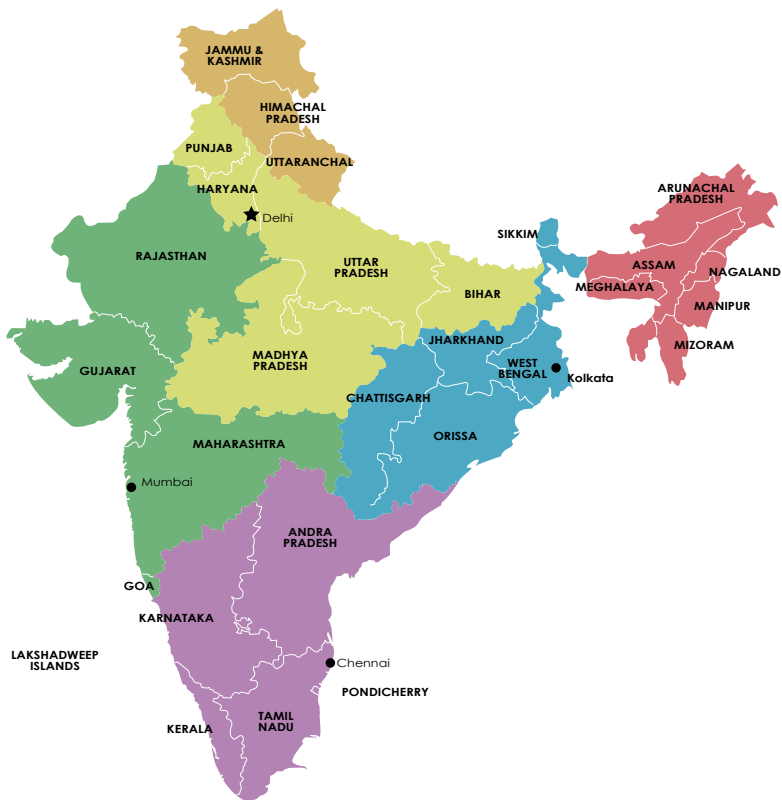 JAMMU &
KASHMIR
HIMACHAL
PRADESH
PUNJAB
UTTARANCHAL
HARYANA
Delhi
ARUNACHAL
PRADESH
SIKKIM
RAJASTHAN
UTTAR
PRADESH
ASSAM
NAGALAND
MEGHALAYA
BIHAR
MANIPUR
JHARKHAND
MIZORAM
MADHYA
PRADESH
GUJARAT
WEST
BENGAL
Kolkata
CHATTISGARH
ORISSA
MAHARASHTRA
Mumbai
ANDRA
PRADESH
GOA
KARNATAKA
LAKSHADWEEP
ISLANDS
Chennai
PONDICHERRY
KERALA
TAMIL
NADU